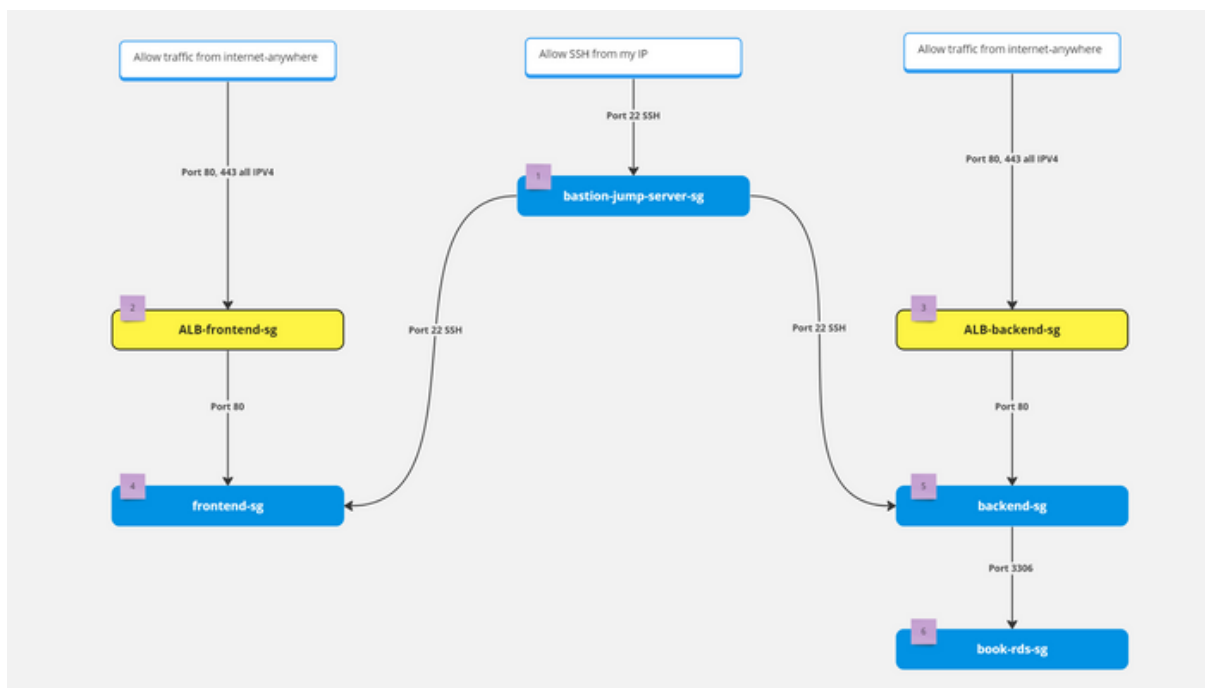 Allow traffic from internet-anywhere
Allow SSH from my IP
Allow traffic from internet-anywhere
Port 22 SSH
Port 80, 443 all IPV4
Port 80, 443 all IPV4
1
bastion-jump-server-sg
2
ALB-frontend-sg
Port 22 SSH
Port 22 SSH
3
ALB-backend-sg
Port 80
Port 80
4
frontend-sg
5
backend-sg
Port 3306
6
book-rds-sg